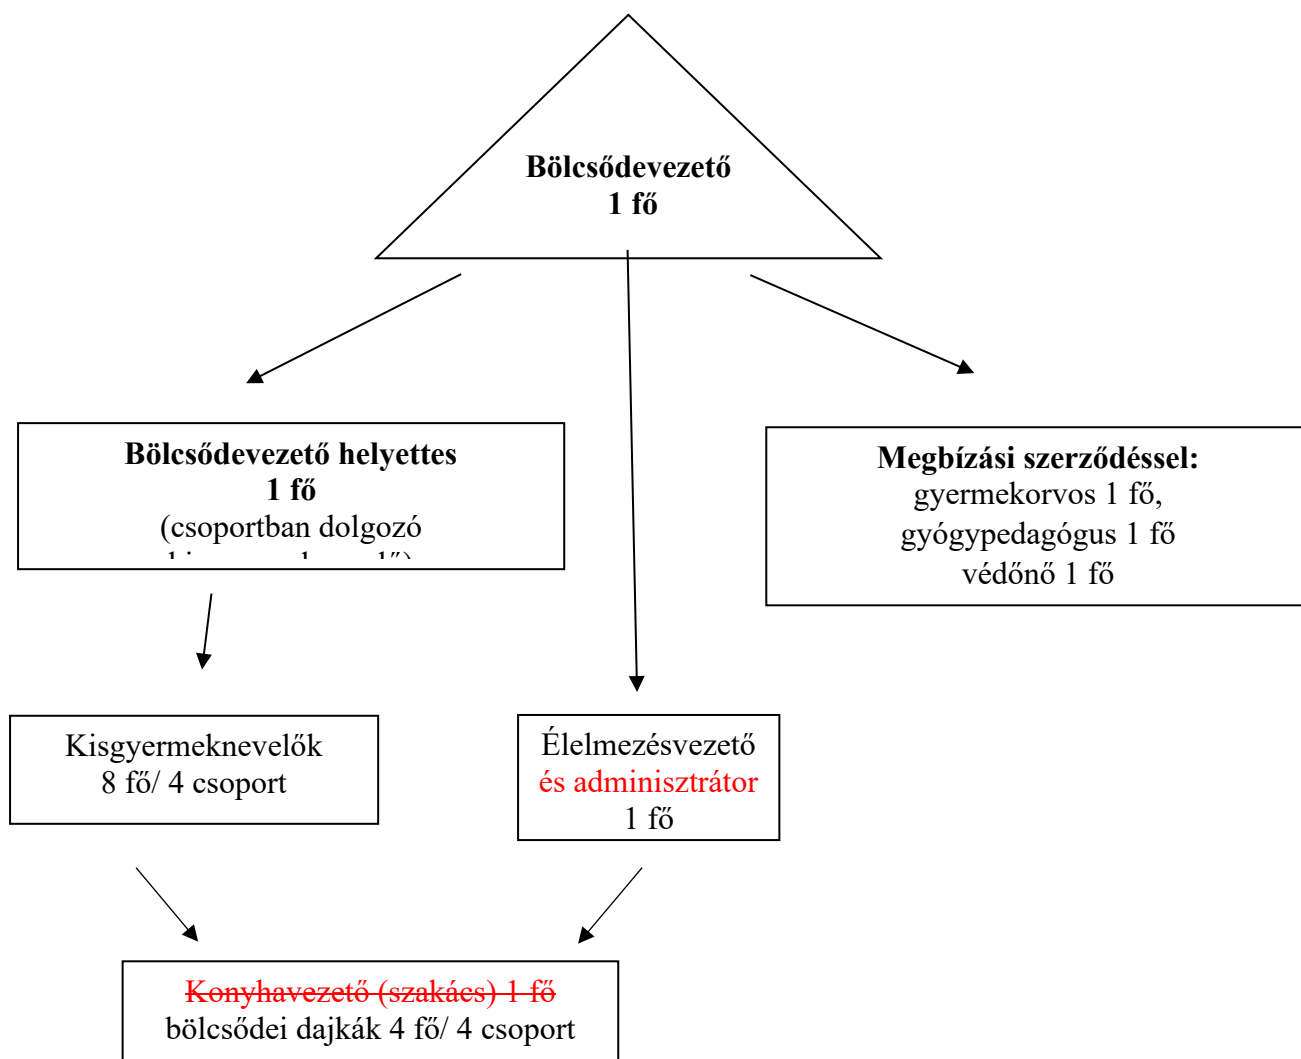 Bölcsődevezető
1 fő
Bölcsődevezető helyettes
1 fő
(csoportban dolgozó
Megbízási szerződéssel:
gyermekorvos 1 fő,
gyógypedagógus 1 fő
védőnő 1 fő
Kisgyermeknevelők
8 fő/ 4 csoport
Élelmezésvezető
és adminisztrátor
1 fő
Konyhavezető (szakács) 1 fő
bölcsődei dajkák 4 fő/ 4 csoport